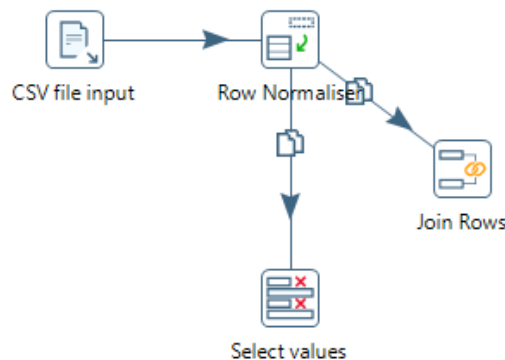 CSV file input
Row Normaliser
Join Rows
Select values